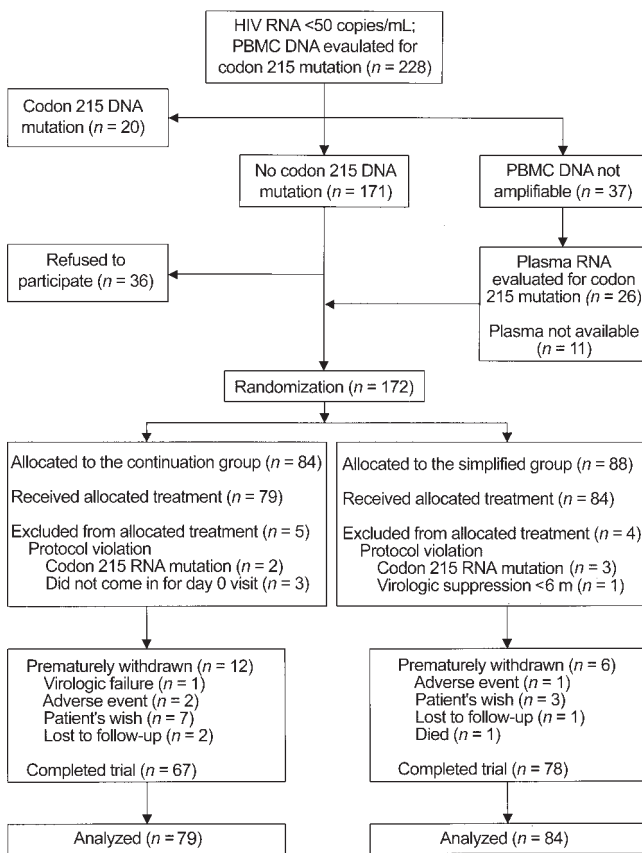 HIV RNA <50 copies/mL;
PBMC DNA evaulated for
codon 215 mutation (n = 228)
Codon 215 DNA
mutation (n = 20)
No codon 215 DNA
mutation (n = 171)
PBMC DNA not
amplifiable (n = 37)
Refused to
participate (n = 36)
Plasma RNA
evaluated for codon
215 mutation (n = 26)
Plasma not available
(n = 11)
Randomization (n = 172)
Allocated to the continuation group (n = 84)
Received allocated treatment (n = 79)
Excluded from allocated treatment (n = 5)
Protocol violation
Codon 215 RNA mutation (n = 2)
Did not come in for day 0 visit (n = 3)
Allocated to the simplified group (n = 88)
Received allocated treatment (n = 84)
Excluded from allocated treatment (n = 4)
Protocol violation
Codon 215 RNA mutation (n = 3)
Virologic suppression <6 m (n = 1)
Prematurely withdrawn (n = 12)
Virologic failure (n = 1)
Adverse event (n = 2)
Patient's wish (n = 7)
Lost to follow-up (n = 2)
Completed trial (n = 67)
Prematurely withdrawn (n = 6)
Adverse event (n = 1)
Patient's wish (n = 3)
Lost to follow-up (n = 1)
Died (n = 1)
Completed trial (n = 78)
Analyzed (n = 79)
Analyzed (n = 84)